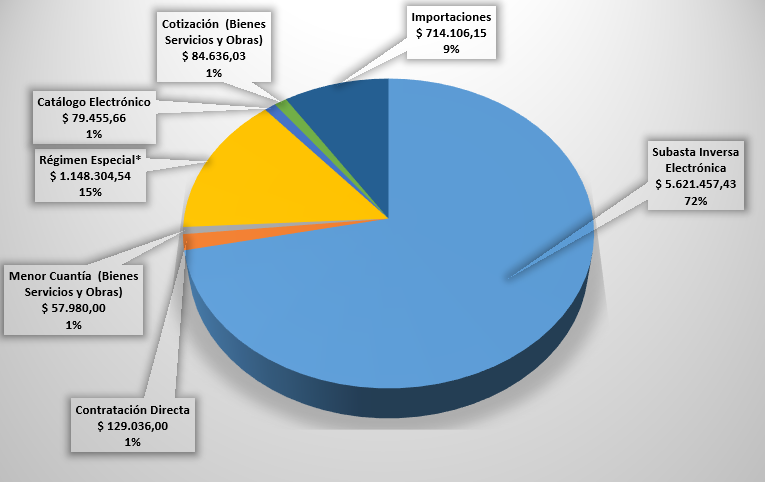 Cotización  (Bienes
Servicios y Obras)
$ 84.636,03
1%
Importaciones
$ 714.106,15
9%
Catálogo Electrónico
$ 79.455,66
1%
Régimen Especial*
$ 1.148.304,54
15%
Subasta Inversa
Electrónica
$ 5.621.457,43
72%
Menor Cuantía  (Bienes
Servicios y Obras)
$ 57.980,00
1%
Contratación Directa
$ 129.036,00
1%